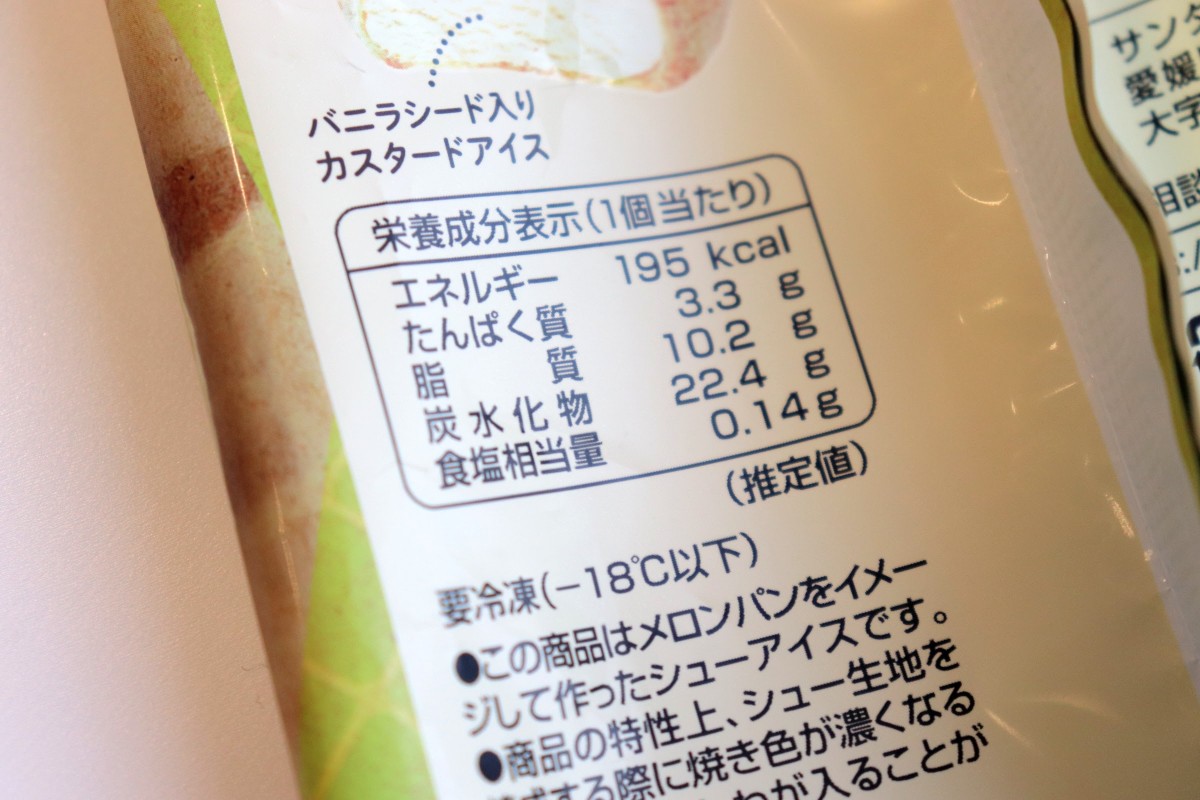 バニラシード入り
カスタードアイス
栄養成分表示(1個当たり)
エネルギー 195 kcal
たんぱく質 3.3 g
脂質 10.2 g
炭水化物 22.4 g
食塩相当量 0.14g
(推定値)
要冷凍(-18℃以下)
●この商品はメロンパンをイメー
ジして作ったシューアイスです。
●商品の特性上、シュー生地を
する際に焼き色が濃くなる
わが入ることが
サンタ
愛媛
大字
相談